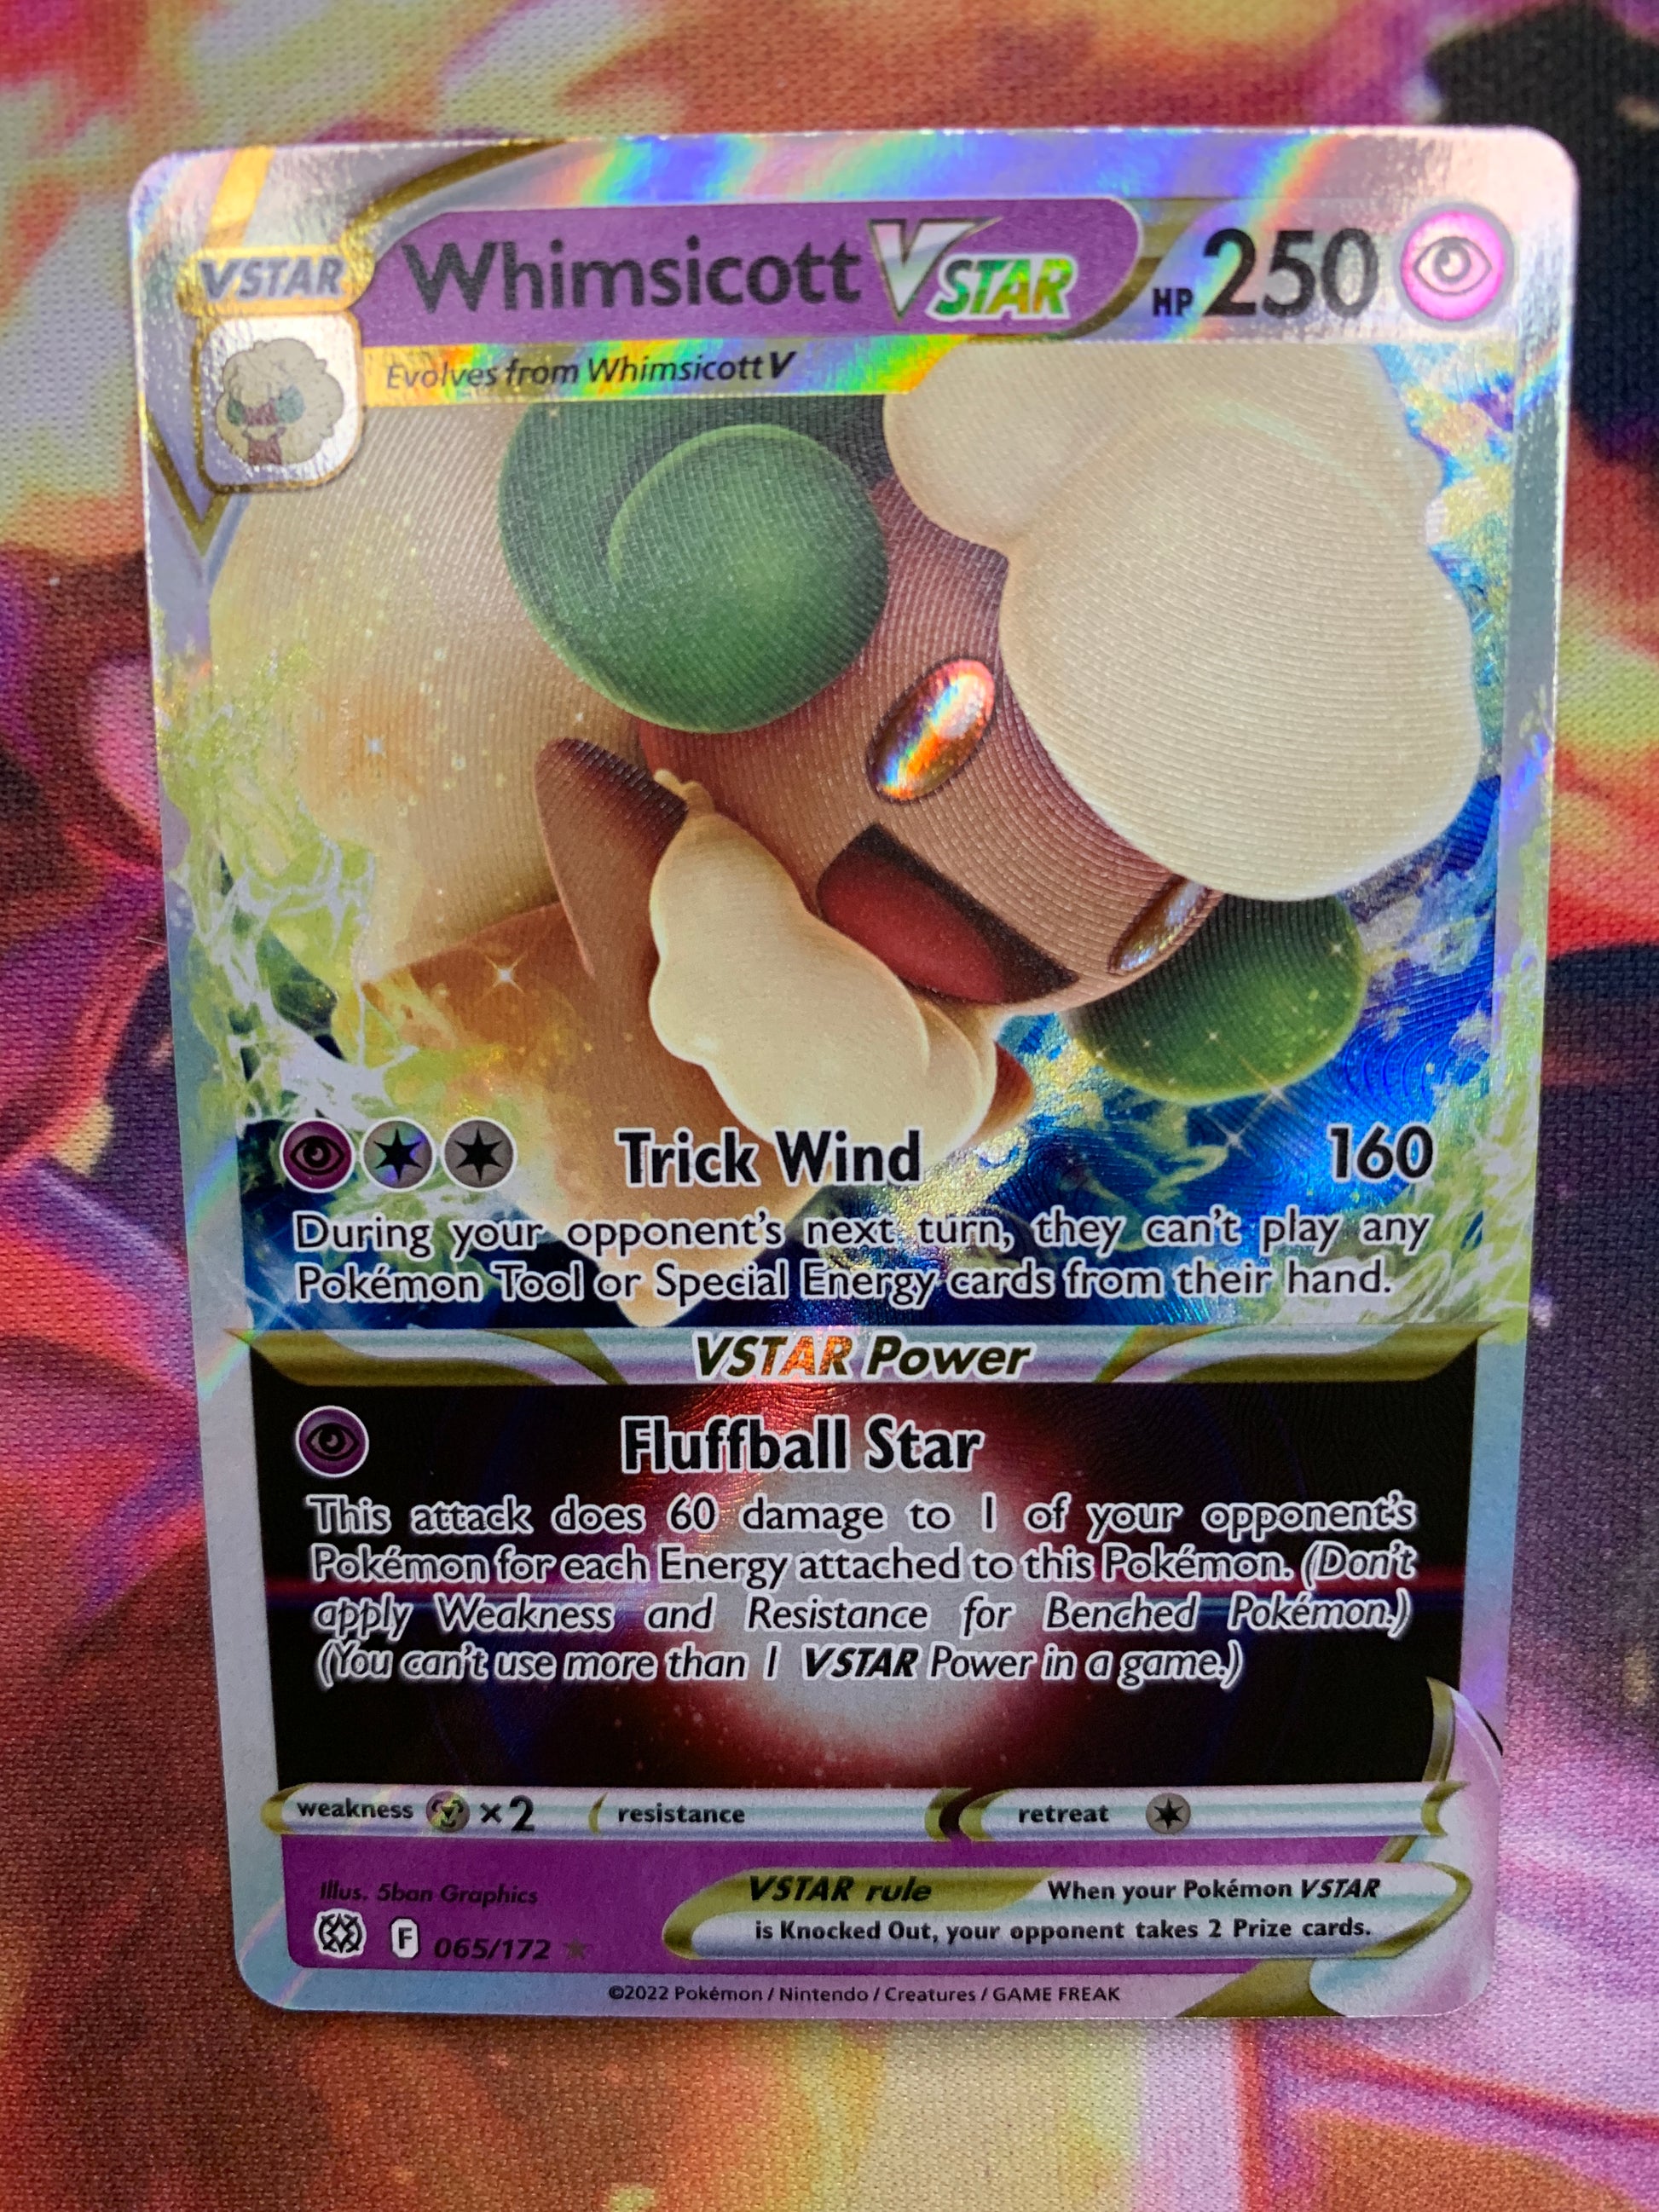 VSTAR
Whimsicott VSTAR
HP 250
Evolves from Whimsicott V
Trick Wind 160
During your opponent's next turn, they can't play any
Pokémon Tool or Special Energy cards from their hand.
VSTAR Power
Fluffball Star
This attack does 60 damage to 1 of your opponent's
Pokémon for each Energy attached to this Pokémon. (Don't
apply Weakness and Resistance for Benched Pokémon.)
(You can't use more than 1 VSTAR Power in a game.)
weakness ×2 resistance retreat
Illus. 5ban Graphics
F 065/172 ★
VSTAR rule When your Pokémon VSTAR
is Knocked Out, your opponent takes 2 Prize cards.
©2022 Pokémon / Nintendo / Creatures / GAME FREAK